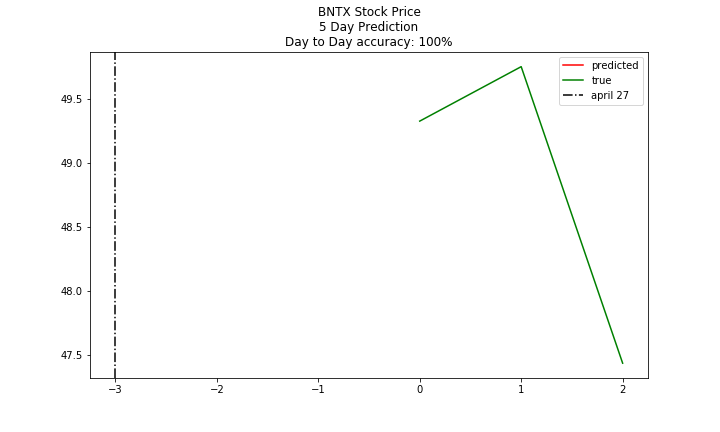 BNTX Stock Price
5 Day Prediction
Day to Day accuracy: 100%
predicted
true
april 27
49.5
49.0
48.5
48.0
47.5
−3
−2
−1
0
1
2